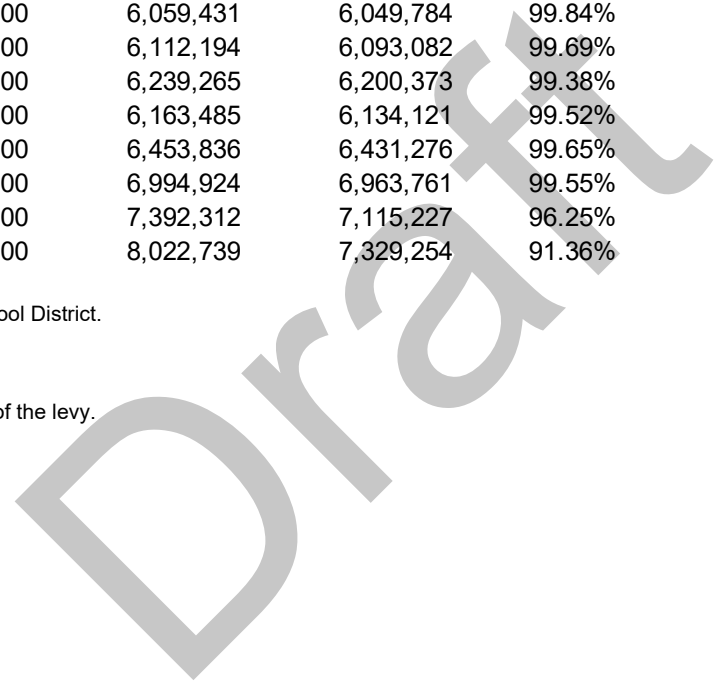 00 6,059,431 6,049,784 99.84%
00 6,112,194 6,093,082 99.69%
00 6,239,265 6,200,373 99.38%
00 6,163,485 6,134,121 99.52%
00 6,453,836 6,431,276 99.65%
00 6,994,924 6,963,761 99.55%
00 7,392,312 7,115,227 96.25%
00 8,022,739 7,329,254 91.36%
ool District.
of the levy.
Draft